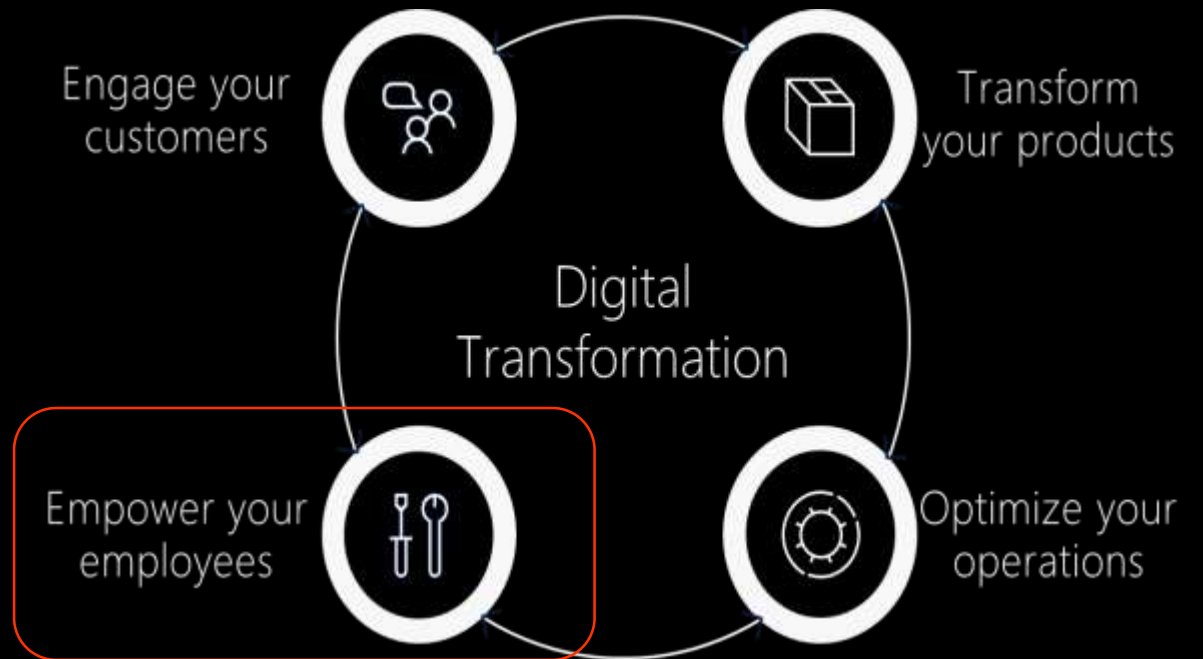 Engage your
customers
Transform
your products
Digital
Transformation
Empower your
employees
Optimize your
operations